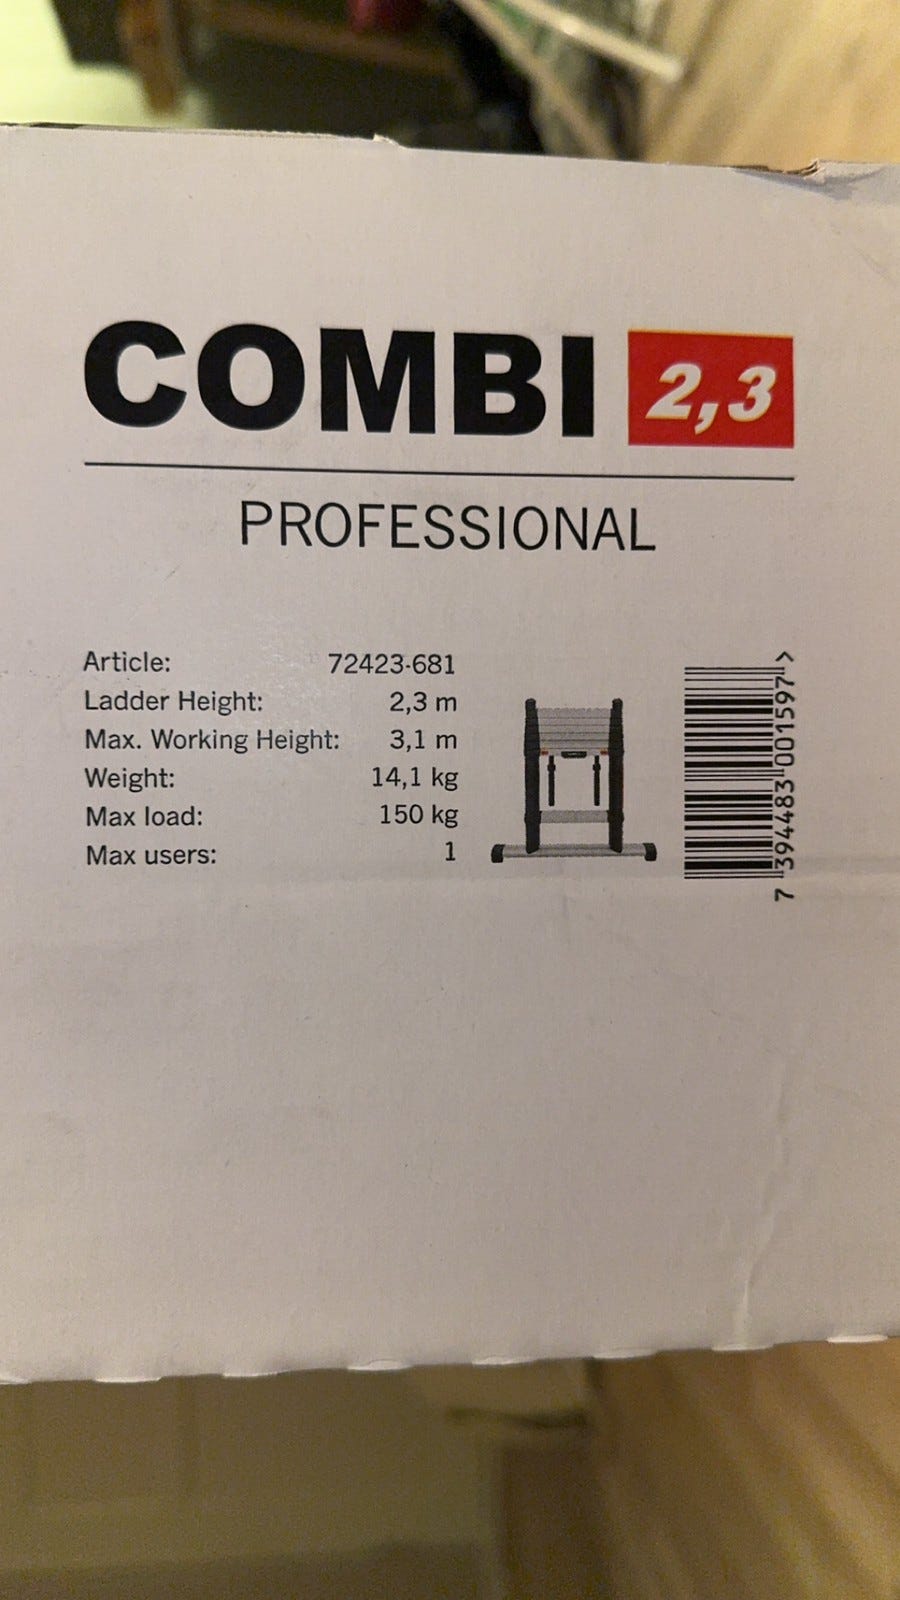 COMBI 2,3
PROFESSIONAL
Article: 72423-681
Ladder Height: 2,3 m
Max. Working Height: 3,1 m
Weight: 14,1 kg
Max load: 150 kg
Max users: 1
7 394483 001597 >